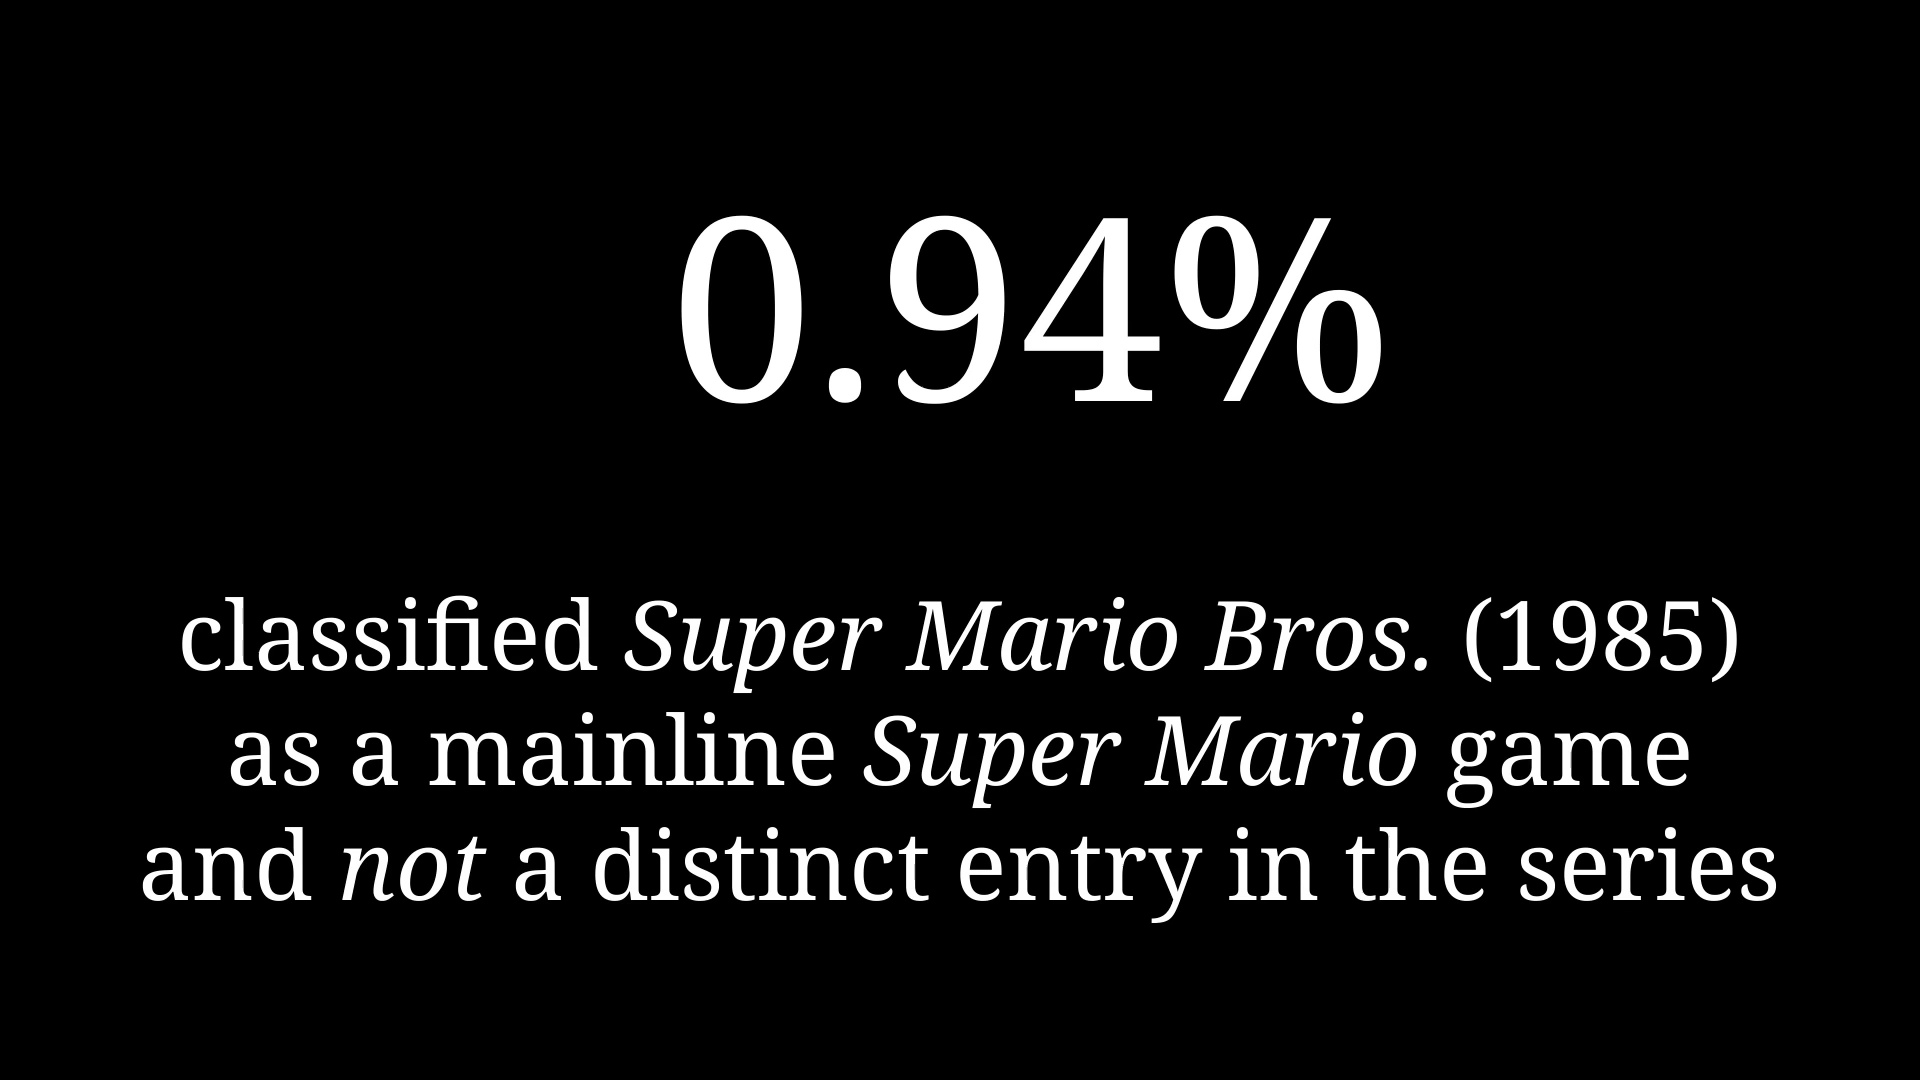 0.94%
classified Super Mario Bros. (1985)
as a mainline Super Mario game
and not a distinct entry in the series